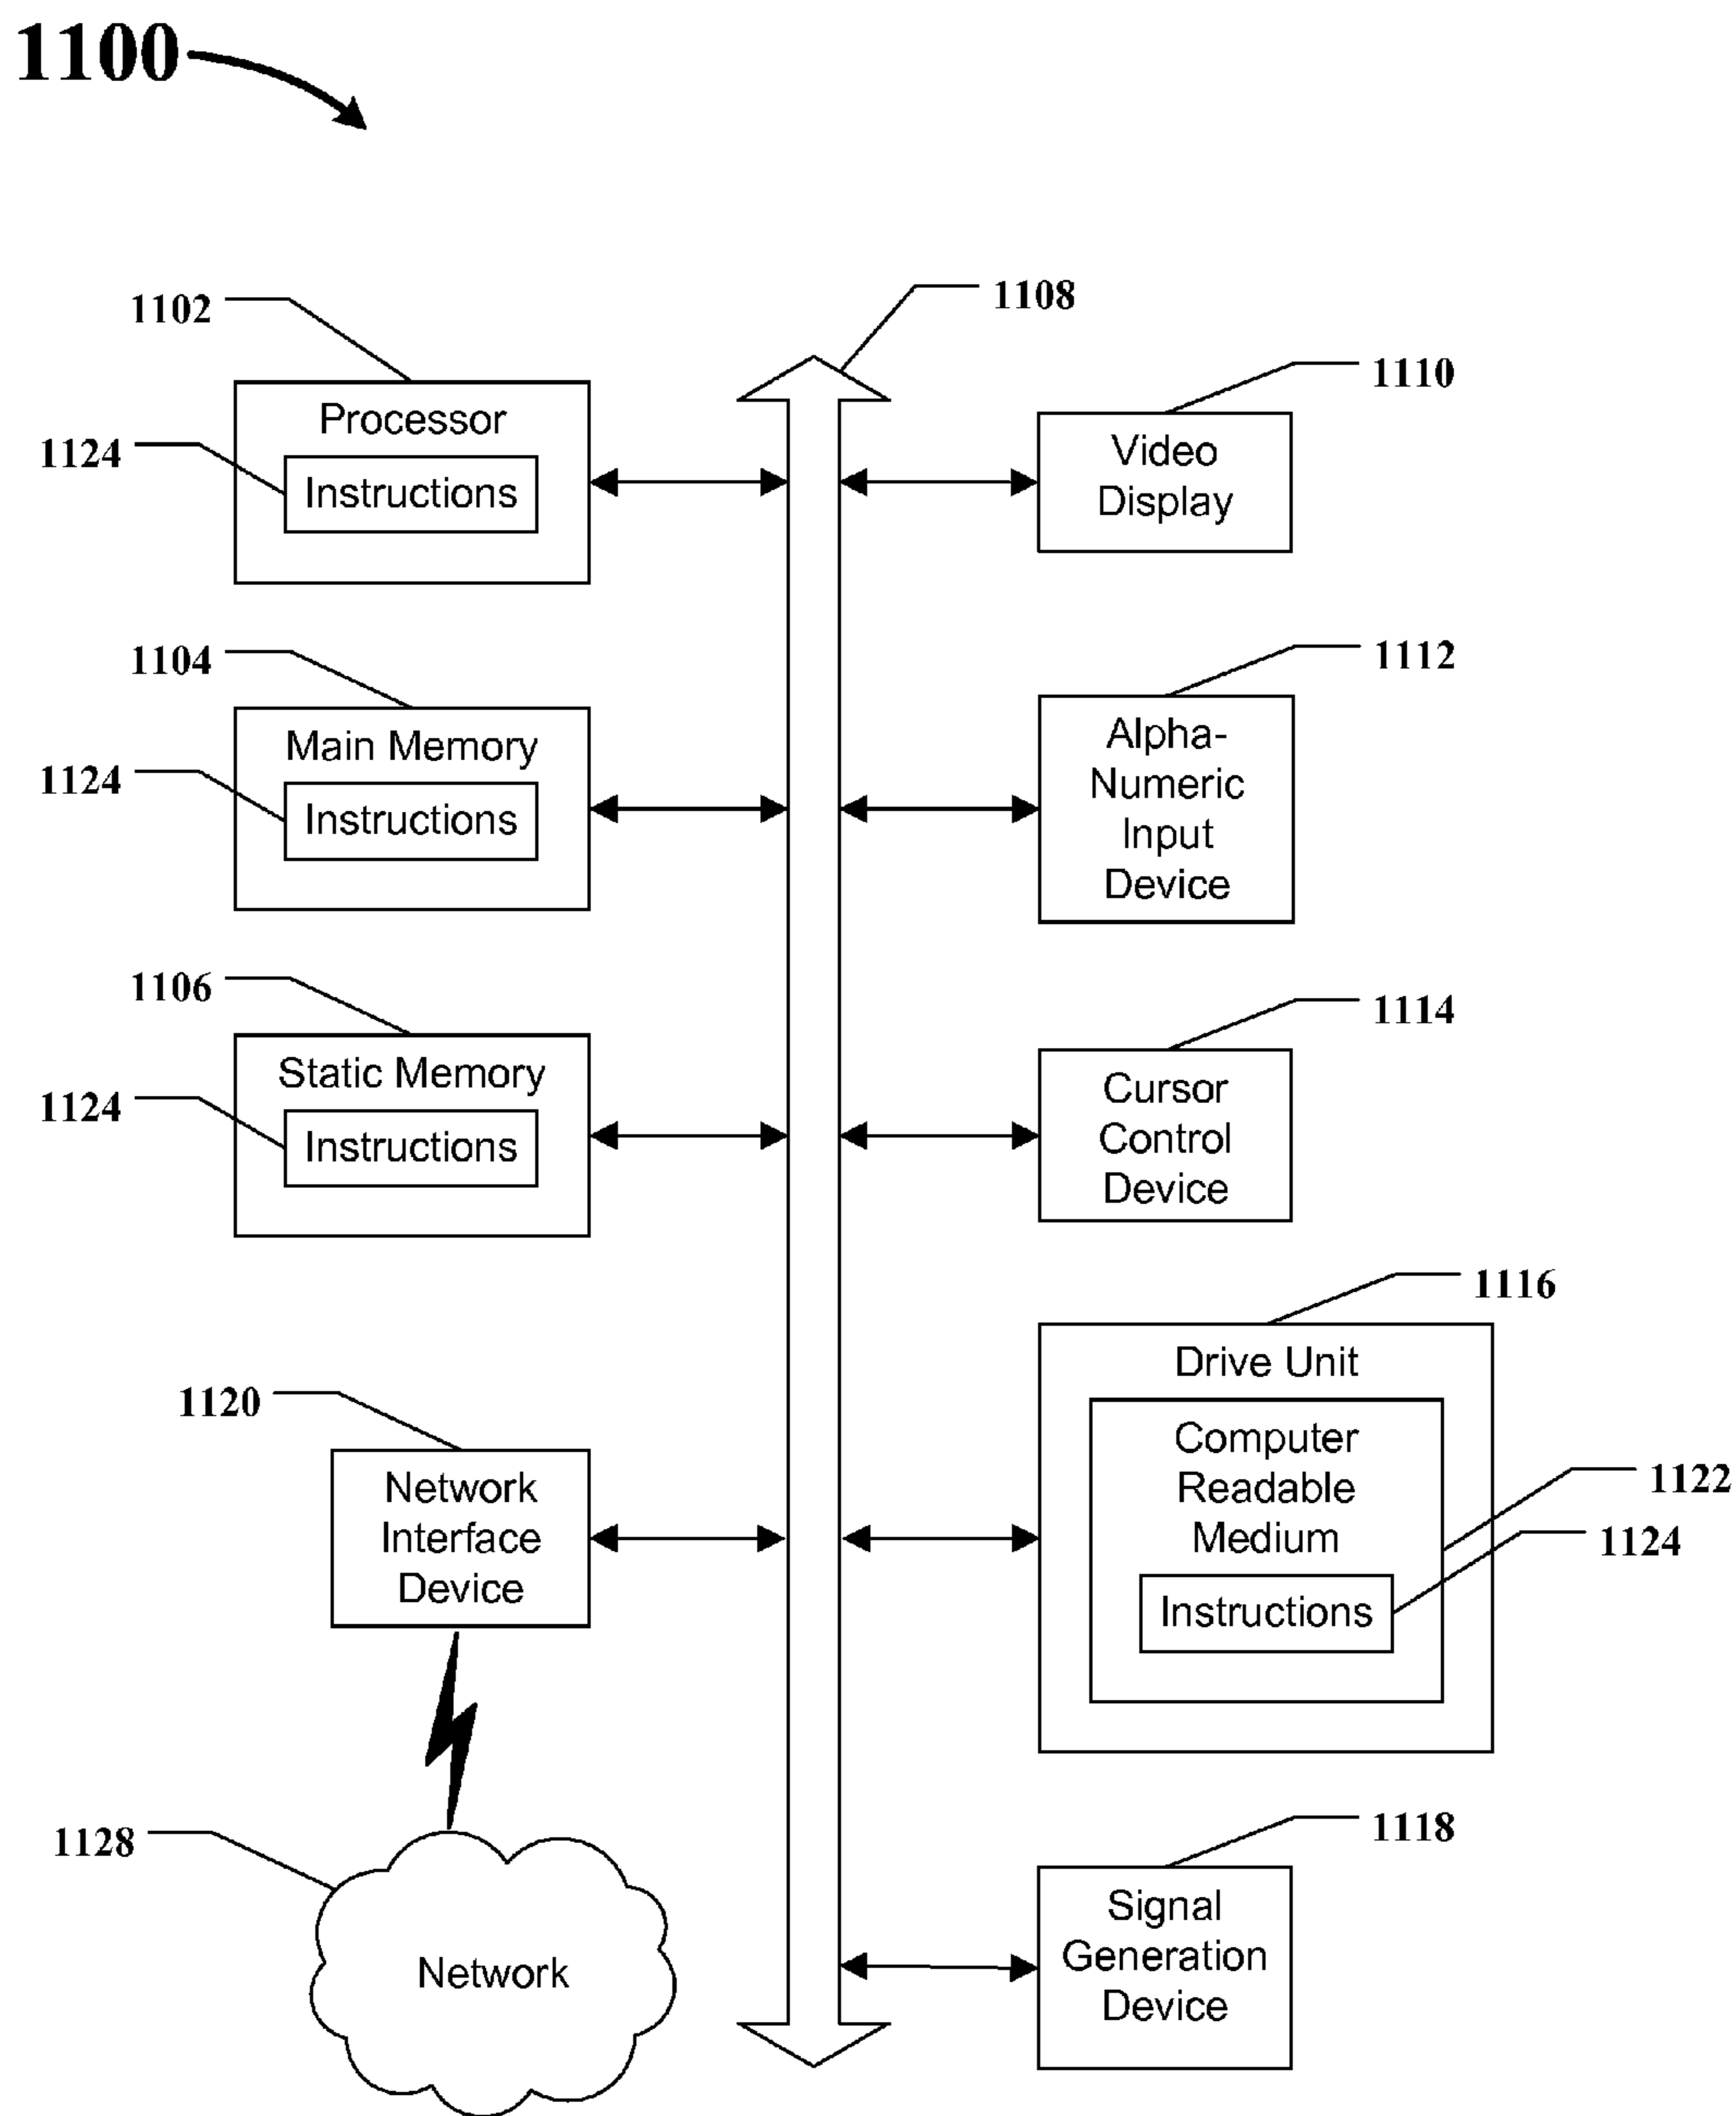 1100
1102
1108
1110
Processor
1124
Instructions
Video
Display
1104
1112
Main Memory
1124
Instructions
Alpha-
Numeric
Input
Device
1106
1114
Static Memory
1124
Instructions
Cursor
Control
Device
1116
Drive Unit
1120
Computer
Readable
Medium
1122
1124
Instructions
Network
Interface
Device
1128
Network
1118
Signal
Generation
Device